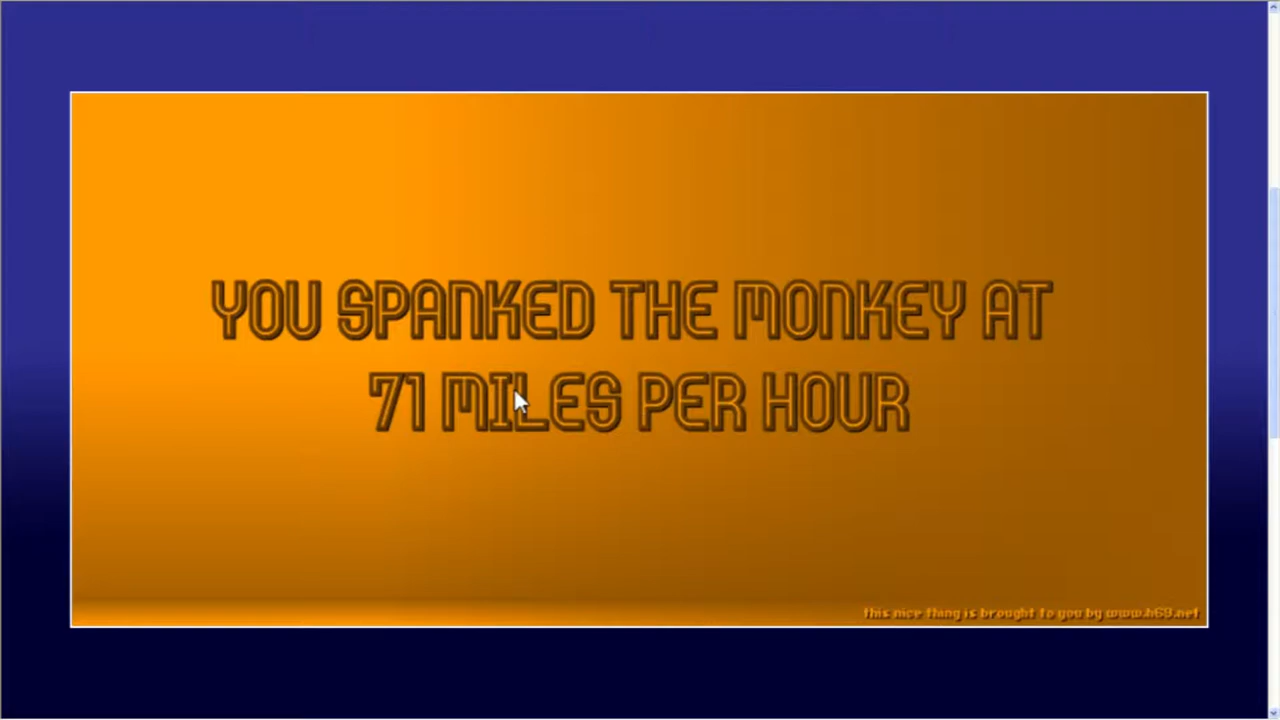 YOU SPANKED THE MONKEY AT
71 MILES PER HOUR
this nice thing is brought to you by www.h69.net